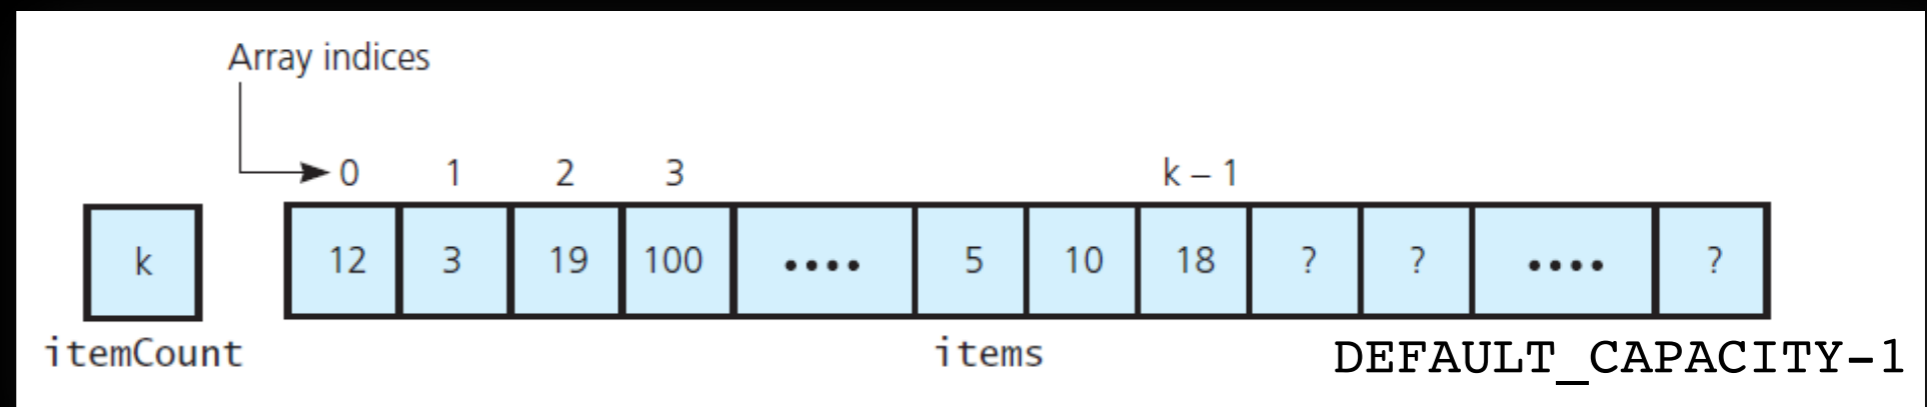 Array indices
0 1 2 3 k – 1
k 12 3 19 100 •••• 5 10 18 ? ? •••• ?
itemCount items DEFAULT_CAPACITY-1